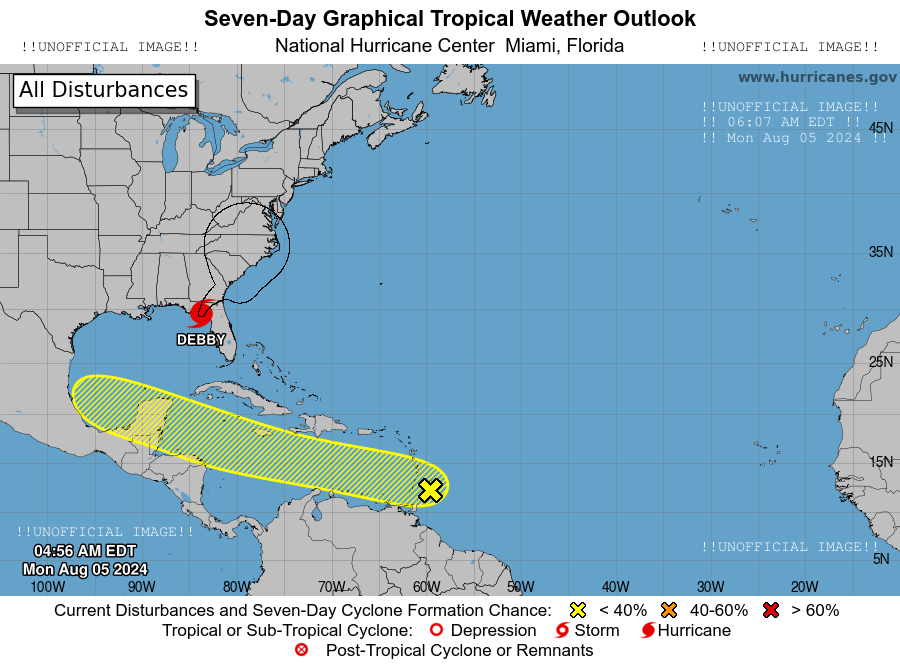 Seven-Day Graphical Tropical Weather Outlook
!!UNOFFICIAL IMAGE!! National Hurricane Center Miami, Florida !!UNOFFICIAL IMAGE!!
All Disturbances
www.hurricanes.gov
!!UNOFFICIAL IMAGE!!
!! 06:07 AM EDT !!
!! Mon Aug 05 2024 !!
45N
35N
DEBBY
25N
15N
!!UNOFFICIAL IMAGE!!
!!UNOFFICIAL IMAGE!!
04:56 AM EDT
5N
Mon Aug 05 2024
100W 90W 80W 70W 60W 50W 40W 30W 20W
Current Disturbances and Seven-Day Cyclone Formation Chance: < 40% 40-60% > 60%
Tropical or Sub-Tropical Cyclone: Depression Storm Hurricane
Post-Tropical Cyclone or Remnants